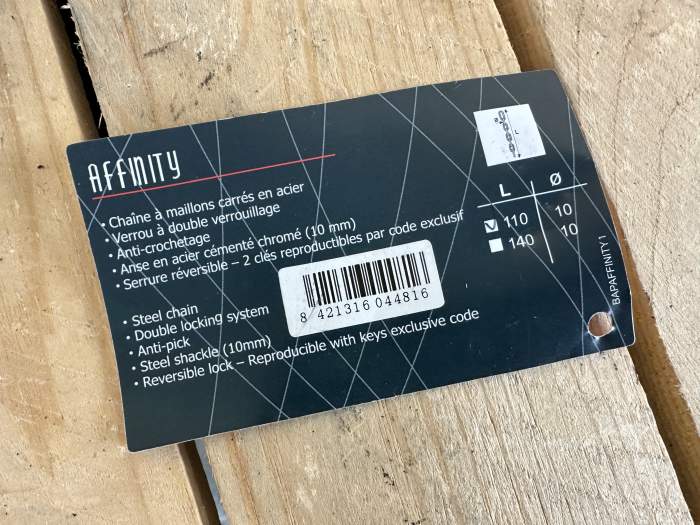 AFFINITY
• Chaîne à maillons carrés en acier
• Verrou à double verrouillage
• Anti-crochetage
• Anse en acier cémenté chromé (10 mm)
• Serrure réversible – 2 clés reproductibles par code exclusif
• Steel chain
• Double locking system
• Anti-pick
• Steel shackle (10mm)
• Reversible lock – Reproducible with keys exclusive code
8 421316 044816
L
L Ø
110 10
140 10
BAPAFFINITY1